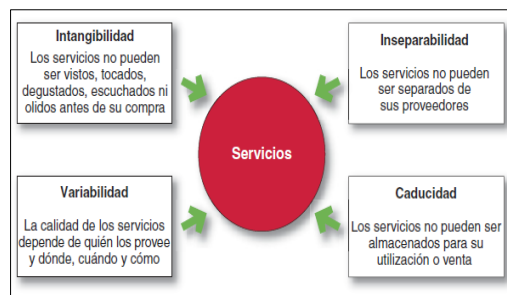 Intangibilidad
Los servicios no pueden
ser vistos, tocados,
degustados, escuchados ni
olidos antes de su compra
Inseparabilidad
Los servicios no pueden
ser separados de
sus proveedores
Servicios
Variabilidad
La calidad de los servicios
depende de quién los provee
y dónde, cuándo y cómo
Caducidad
Los servicios no pueden ser
almacenados para su
utilización o venta